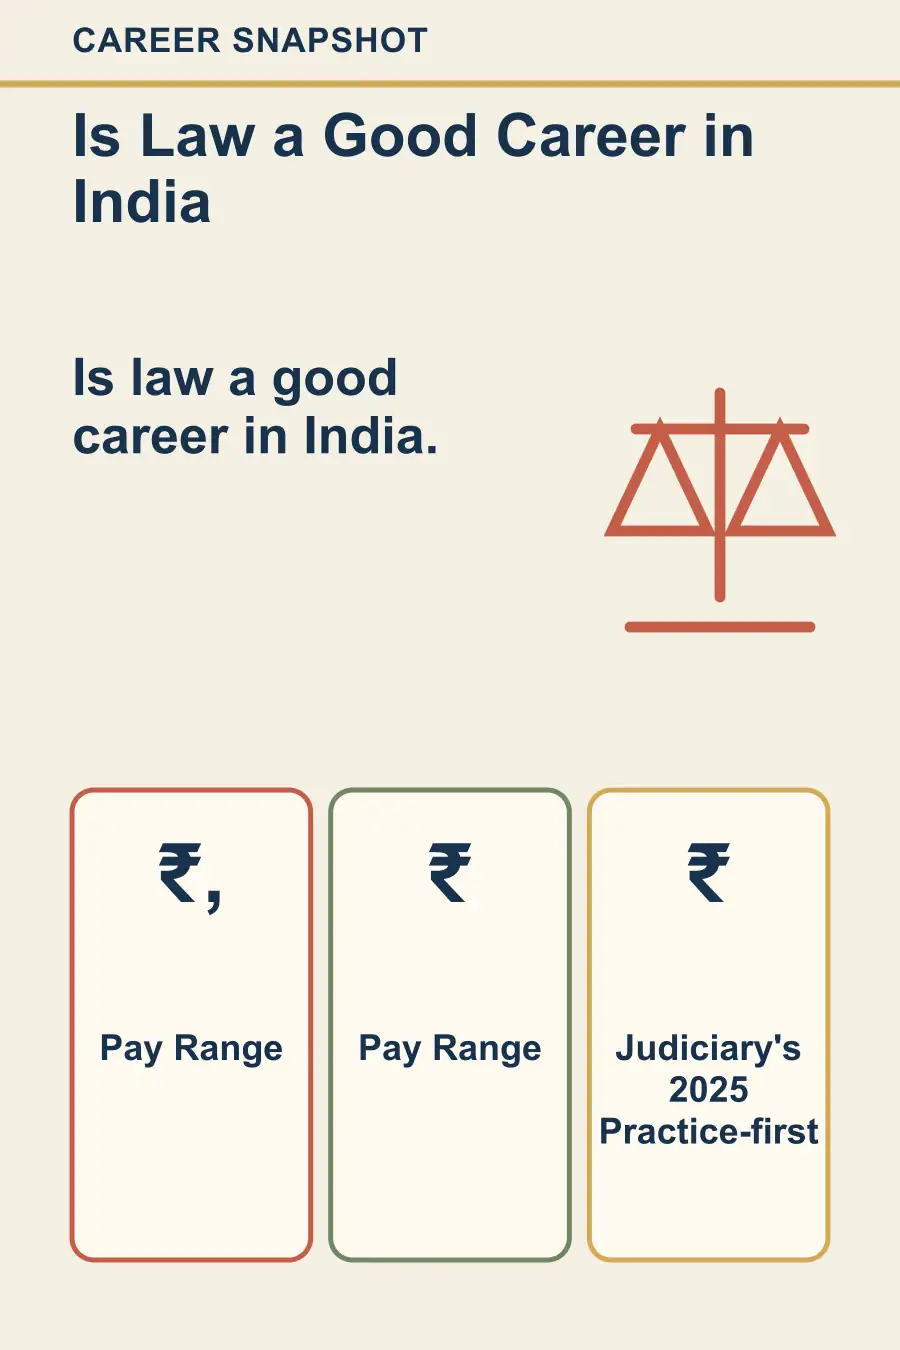 CAREER SNAPSHOT
Is Law a Good Career in
India
Is law a good
career in India.
₹,
Pay Range
₹
Pay Range
₹
Judiciary's
2025
Practice-first